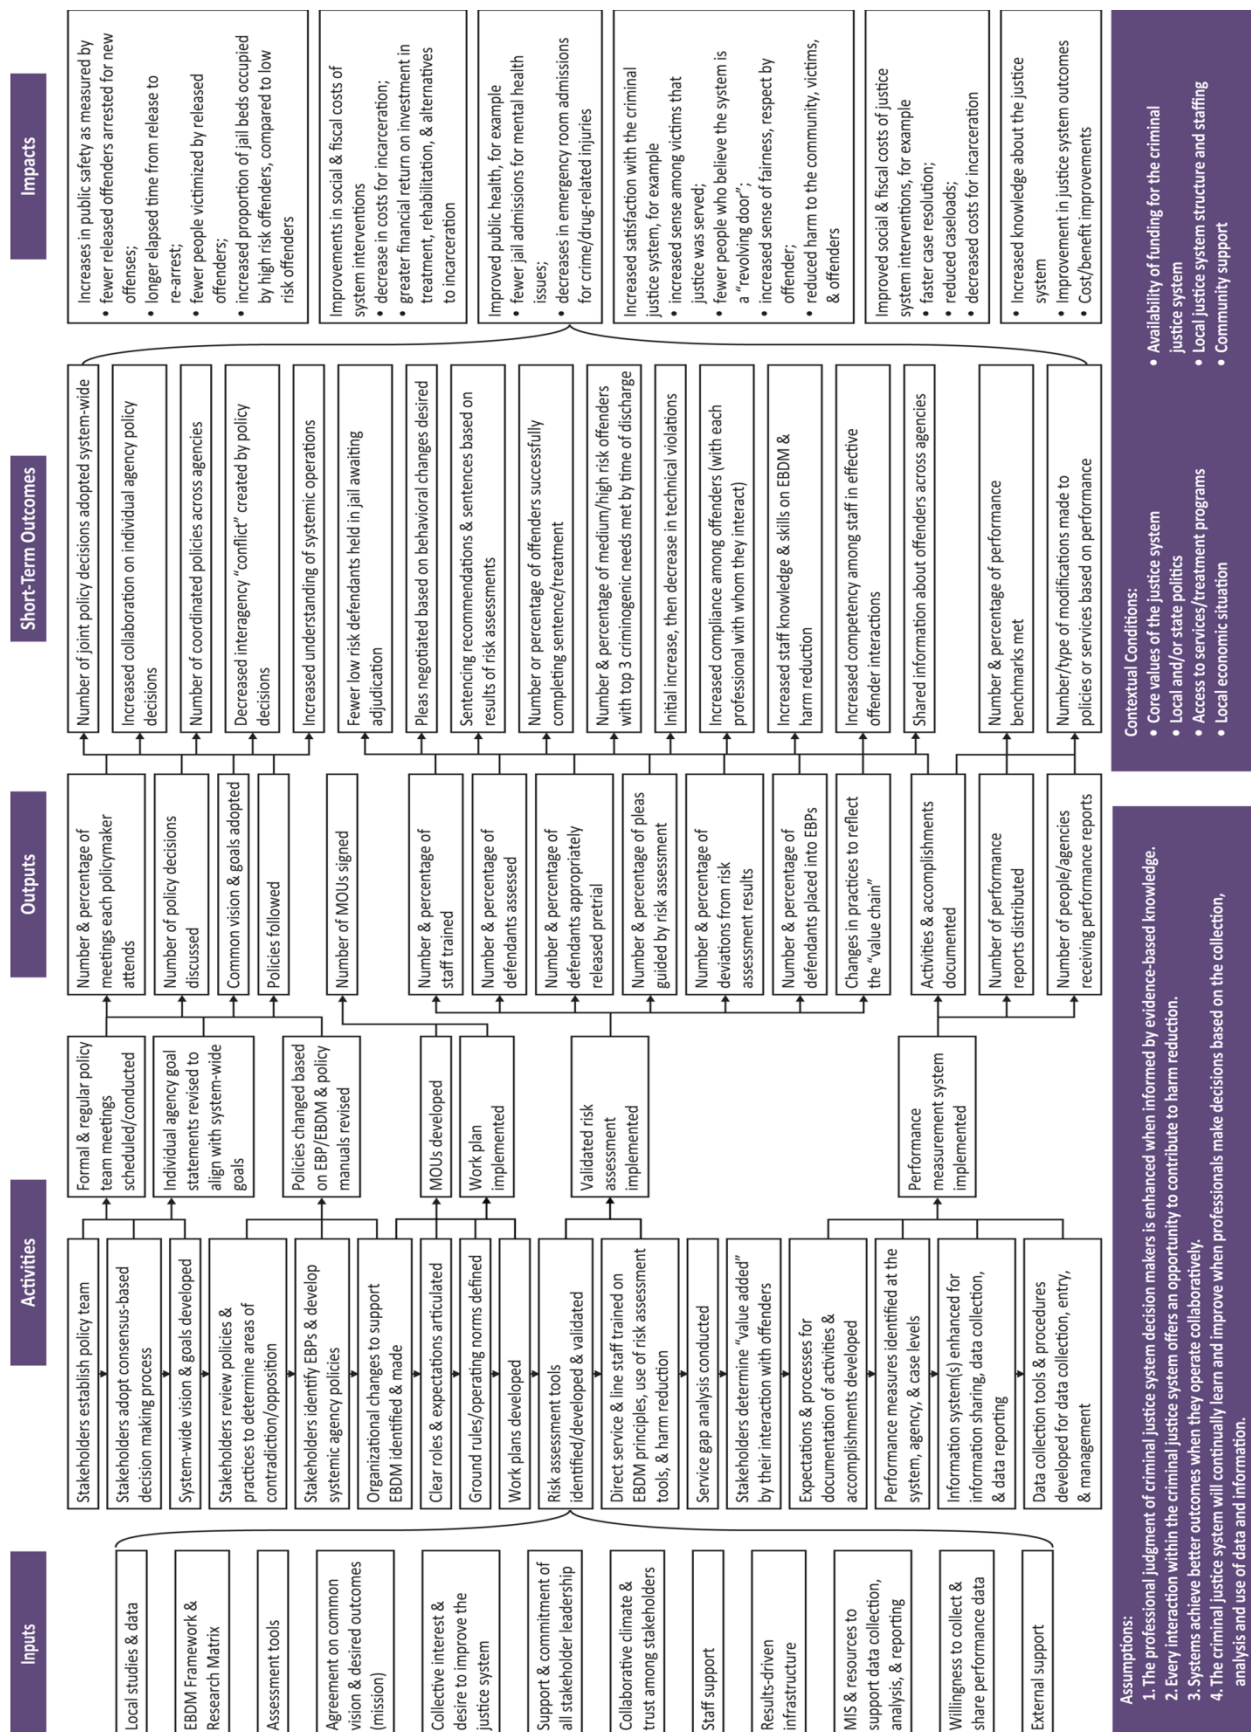 Inputs
Local studies & data
EBDM Framework &
Research Matrix
Assessment tools
Agreement on common
vision & desired outcomes
(mission)
Collective interest &
desire to improve the
justice system
Support & commitment of
all stakeholder leadership
Collaborative climate &
trust among stakeholders
Staff support
Results-driven
infrastructure
MIS & resources to
support data collection,
analysis, & reporting
Willingness to collect &
share performance data
External support
Activities
Stakeholders establish policy team
Stakeholders adopt consensus-based
decision making process
System-wide vision & goals developed
Stakeholders review policies &
practices to determine areas of
contradiction/opposition
Stakeholders identify EBPs & develop
systemic agency policies
Organizational changes to support
EBDM identified & made
Clear roles & expectations articulated
Ground rules/operating norms defined
Work plans developed
Risk assessment tools
identified/developed & validated
Direct service & line staff trained on
EBDM principles, use of risk assessment
tools, & harm reduction
Service gap analysis conducted
Stakeholders determine "value added"
by their interaction with offenders
Expectations & processes for
documentation of activities &
accomplishments developed
Performance measures identified at the
system, agency, & case levels
Information system(s) enhanced for
information sharing, data collection,
& data reporting
Data collection tools & procedures
developed for data collection, entry,
& management
Formal & regular policy
team meetings
scheduled/conducted
Individual agency goal
statements revised to
align with system-wide
goals
Policies changed based
on EBP/EBDM & policy
manuals revised
MOUs developed
Work plan
implemented
Validated risk
assessment
implemented
Performance
measurement system
implemented
Outputs
Number & percentage of
meetings each policymaker
attends
Number of policy decisions
discussed
Common vision & goals adopted
Policies followed
Number of MOUs signed
Number & percentage of
staff trained
Number & percentage of
defendants assessed
Number & percentage of
defendants appropriately
released pretrial
Number & percentage of pleas
guided by risk assessment
Number & percentage of
deviations from risk
assessment results
Number & percentage of
defendants placed into EBPs
Changes in practices to reflect
the "value chain"
Activities & accomplishments
documented
Number of performance
reports distributed
Number of people/agencies
receiving performance reports
Short-Term Outcomes
Number of joint policy decisions adopted system-wide
Increased collaboration on individual agency policy
decisions
Number of coordinated policies across agencies
Decreased interagency "conflict" created by policy
decisions
Increased understanding of systemic operations
Fewer low risk defendants held in jail awaiting
adjudication
Pleas negotiated based on behavioral changes desired
Sentencing recommendations & sentences based on
results of risk assessments
Number or percentage of offenders successfully
completing sentence/treatment
Number & percentage of medium/high risk offenders
with top 3 criminogenic needs met by time of discharge
Initial increase, then decrease in technical violations
Increased compliance among offenders (with each
professional with whom they interact)
Increased staff knowledge & skills on EBDM &
harm reduction
Increased competency among staff in effective
offender interactions
Shared information about offenders across agencies
Number & percentage of performance
benchmarks met
Number/type of modifications made to
policies or services based on performance
Impacts
Increases in public safety as measured by
• fewer released offenders arrested for new
offenses;
• longer elapsed time from release to
re-arrest;
• fewer people victimized by released
offenders;
• increased proportion of jail beds occupied
by high risk offenders, compared to low
risk offenders
Improvements in social & fiscal costs of
system interventions
• decrease in costs for incarceration;
• greater financial return on investment in
treatment, rehabilitation, & alternatives
to incarceration
Improved public health, for example
• fewer jail admissions for mental health
issues;
• decreases in emergency room admissions
for crime/drug-related injuries
Increased satisfaction with the criminal
justice system, for example
• increased sense among victims that
justice was served;
• fewer people who believe the system is
a "revolving door";
• increased sense of fairness, respect by
offender;
• reduced harm to the community, victims,
& offenders
Improved social & fiscal costs of justice
system interventions, for example
• faster case resolution;
• reduced caseloads;
• decreased costs for incarceration
• Increased knowledge about the justice
system
• Improvement in justice system outcomes
• Cost/benefit improvements
Assumptions:
1. The professional judgment of criminal justice system decision makers is enhanced when informed by evidence-based knowledge.
2. Every interaction within the criminal justice system offers an opportunity to contribute to harm reduction.
3. Systems achieve better outcomes when they operate collaboratively.
4. The criminal justice system will continually learn and improve when professionals make decisions based on the collection,
analysis and use of data and information.
Contextual Conditions:
• Core values of the justice system
• Local and/or state politics
• Access to services/treatment programs
• Local economic situation
• Availability of funding for the criminal
justice system
• Local justice system structure and staffing
• Community support